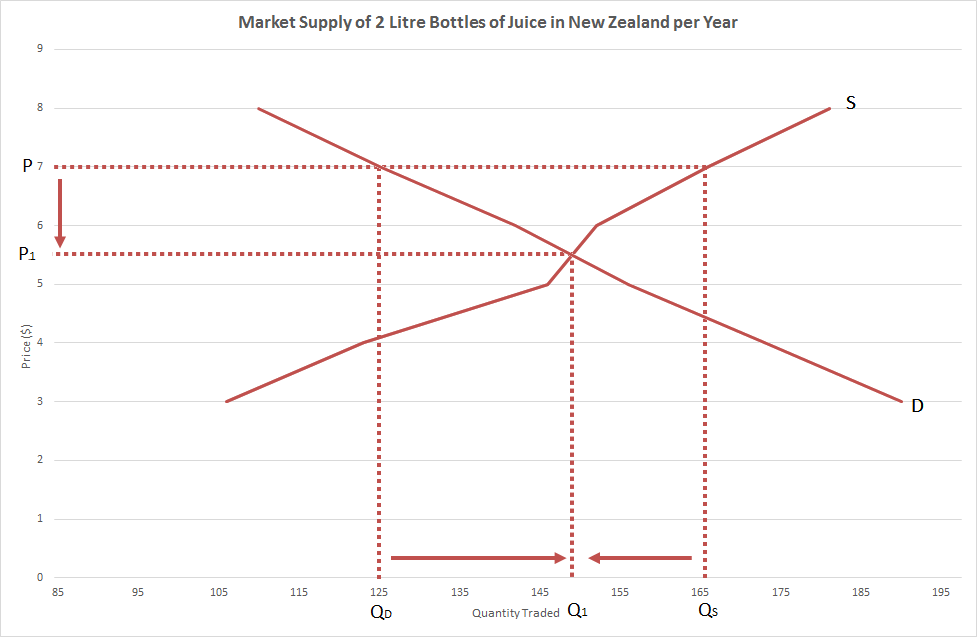 Market Supply of 2 Litre Bottles of Juice in New Zealand per Year
9
8
S
P 7
6
P1
5
Price ($)
4
3
D
2
1
0
85 95 105 115 125 135 145 155 165 175 185 195
QD Quantity Traded Q1 QS